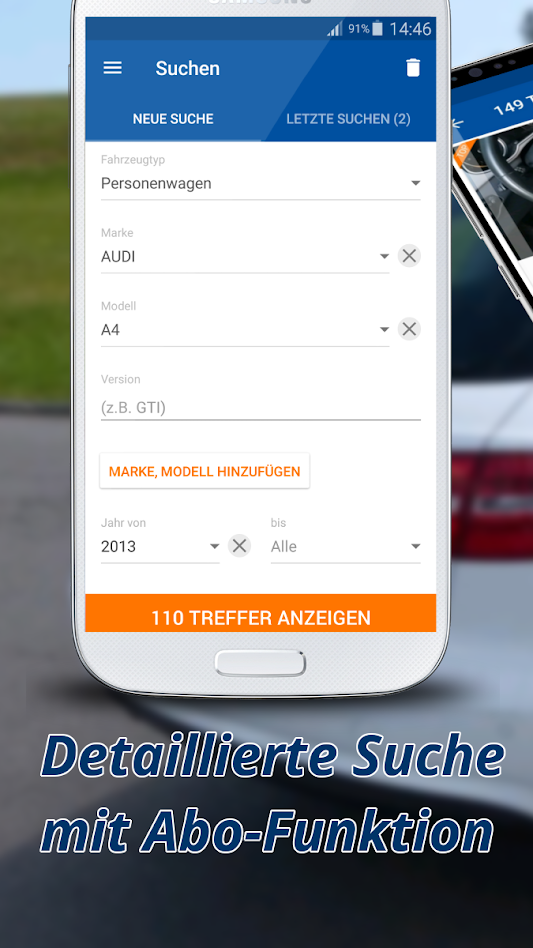 SAMSUNG
91% 14:46
Suchen
NEUE SUCHE
LETZTE SUCHEN (2)
Fahrzeugtyp
Personenwagen
Marke
AUDI
Modell
A4
Version
(z.B. GTI)
MARKE, MODELL HINZUFÜGEN
Jahr von
bis
2013
Alle
110 TREFFER ANZEIGEN
149 T
Detaillierte Suche
mit Abo-Funktion